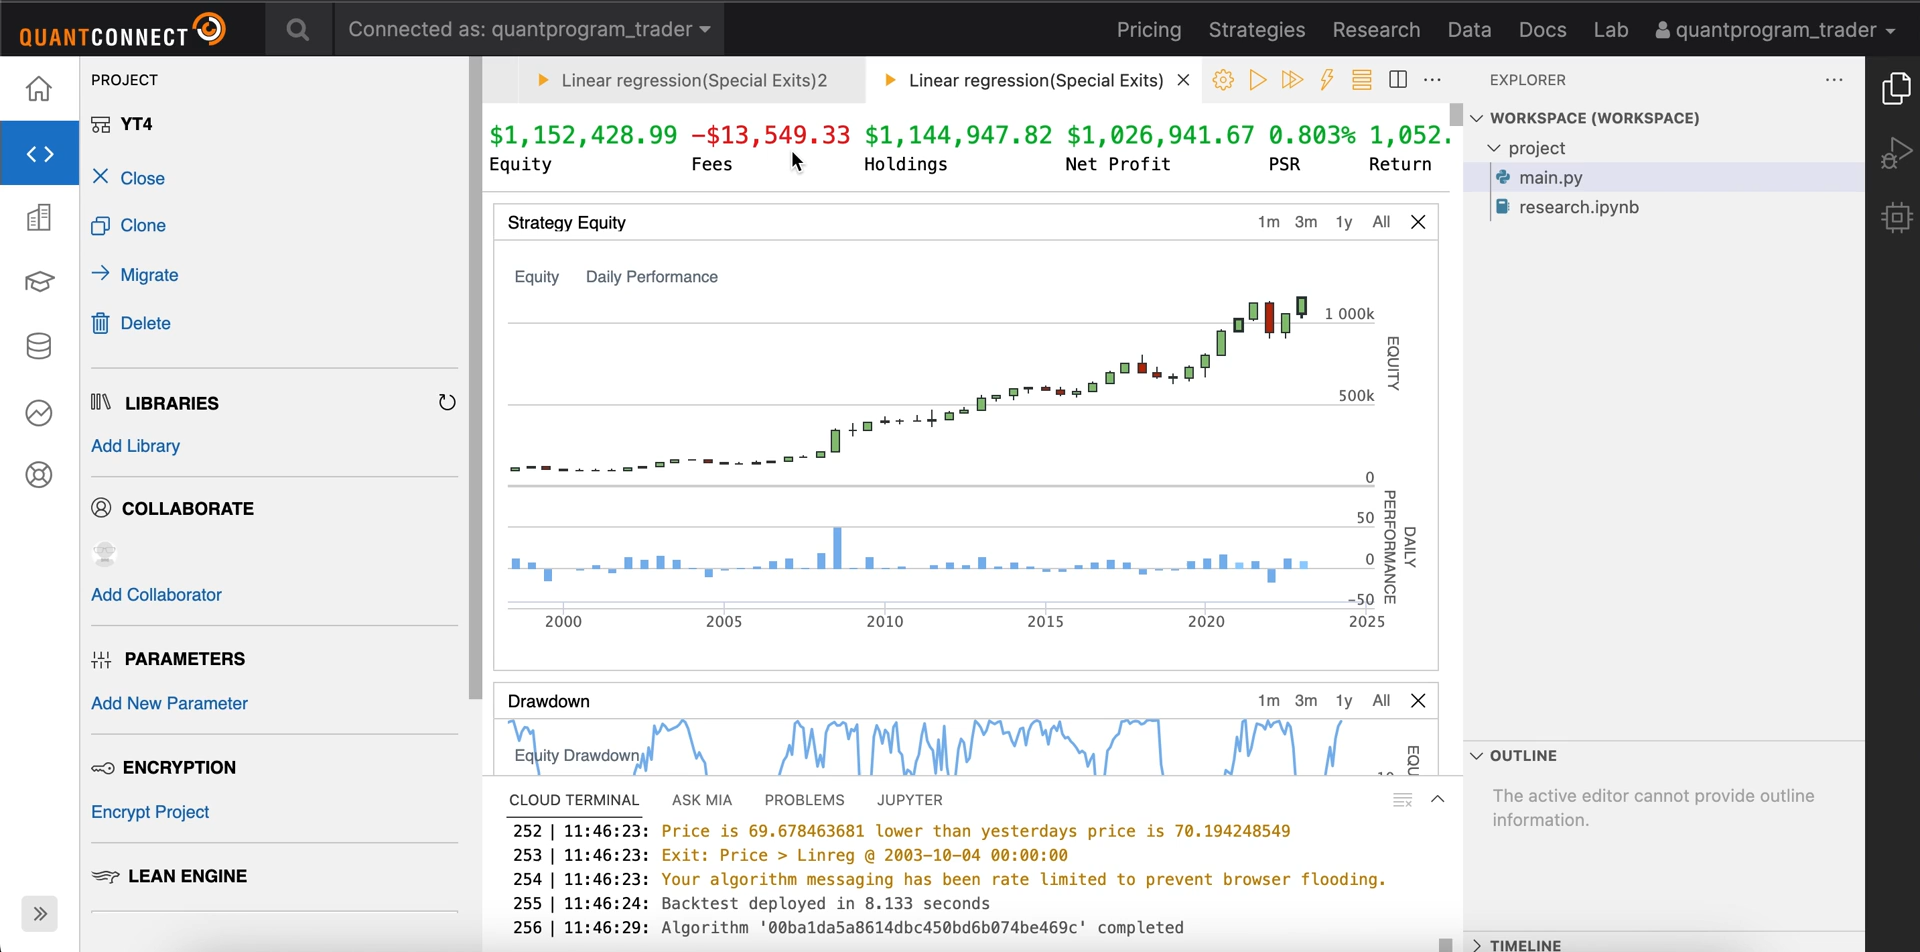 QUANTCONNECT
Connected as: quantprogram_trader
Pricing
Strategies
Research
Data
Docs
Lab
quantprogram_trader
PROJECT
YT4
Close
Clone
Migrate
Delete
LIBRARIES
Add Library
COLLABORATE
Add Collaborator
PARAMETERS
Add New Parameter
ENCRYPTION
Encrypt Project
LEAN ENGINE
Linear regression(Special Exits)2
Linear regression(Special Exits)
$1,152,428.99 -$13,549.33 $1,144,947.82 $1,026,941.67 0.803% 1,052.
Equity Fees Holdings Net Profit PSR Return
Strategy Equity
1m 3m 1y All
Equity Daily Performance
1 000k
500k
0
EQUITY
50
0
-50
DAILY
PERFORMANCE
2000 2005 2010 2015 2020 2025
Drawdown
1m 3m 1y All
Equity Drawdown
EQU
CLOUD TERMINAL
ASK MIA
PROBLEMS
JUPYTER
252 | 11:46:23: Price is 69.678463681 lower than yesterdays price is 70.194248549
253 | 11:46:23: Exit: Price > Linreg @ 2003-10-04 00:00:00
254 | 11:46:23: Your algorithm messaging has been rate limited to prevent browser flooding.
255 | 11:46:24: Backtest deployed in 8.133 seconds
256 | 11:46:29: Algorithm '00ba1da5a8614dbc450bd6b074be469c' completed
EXPLORER
WORKSPACE (WORKSPACE)
project
main.py
research.ipynb
OUTLINE
The active editor cannot provide outline
information.
TIMELINE